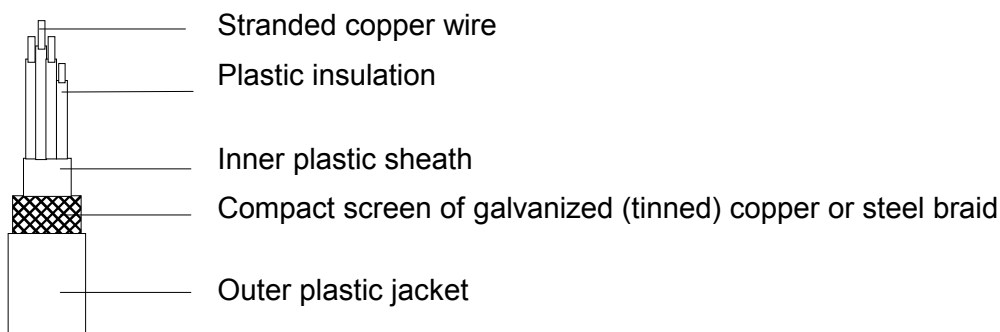 Stranded copper wire
Plastic insulation
Inner plastic sheath
Compact screen of galvanized (tinned) copper or steel braid
Outer plastic jacket